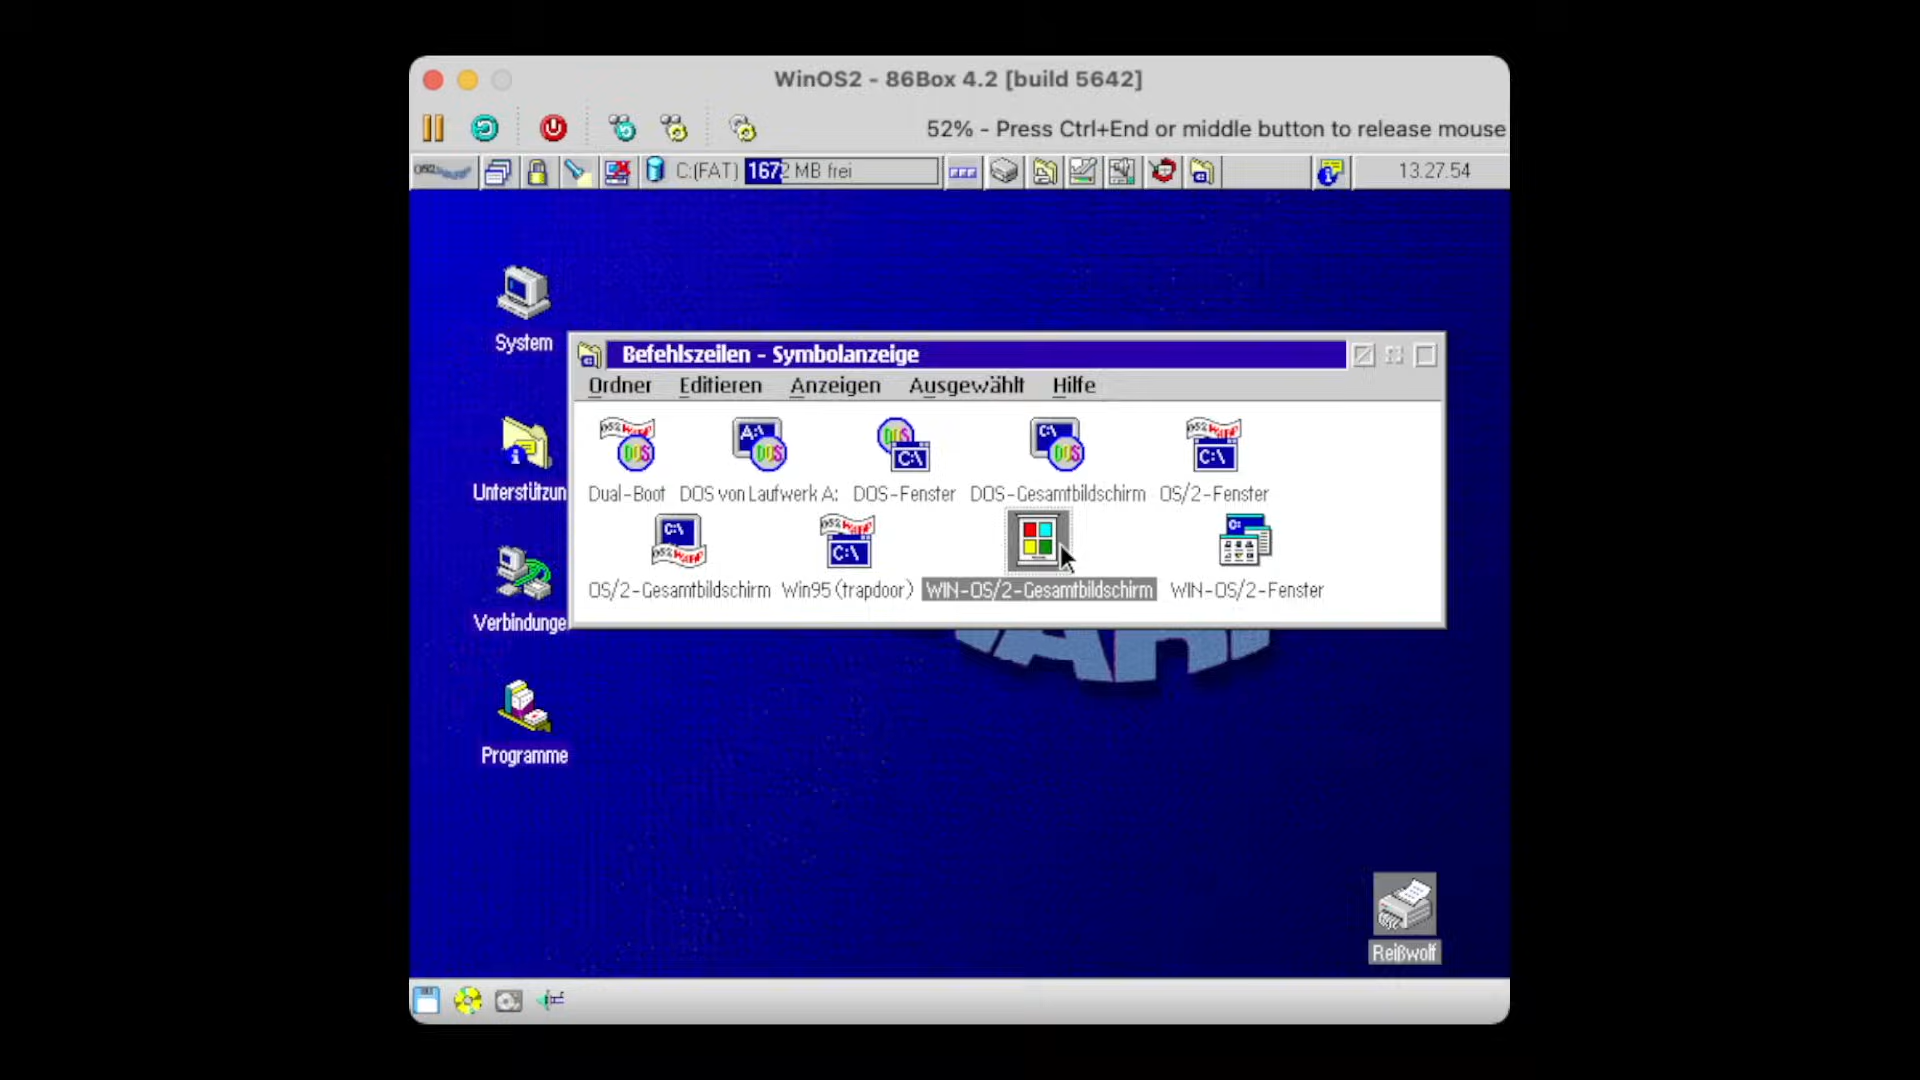 WinOS2 - 86Box 4.2 [build 5642]
52% - Press Ctrl+End or middle button to release mouse
C:(FAT) 1672 MB frei
13.27.54
System
Befehlszeilen - Symbolanzeige
Ordner Editieren Anzeigen Ausgewählt Hilfe
Unterstützun
Dual-Boot DOS von Laufwerk A: DOS-Fenster DOS-Gesamtbildschirm OS/2-Fenster
OS/2-Gesamtbildschirm Win95 (trapdoor) WIN-OS/2-Gesamtbildschirm WIN-OS/2-Fenster
Verbindunge
Programme
Reißwolf